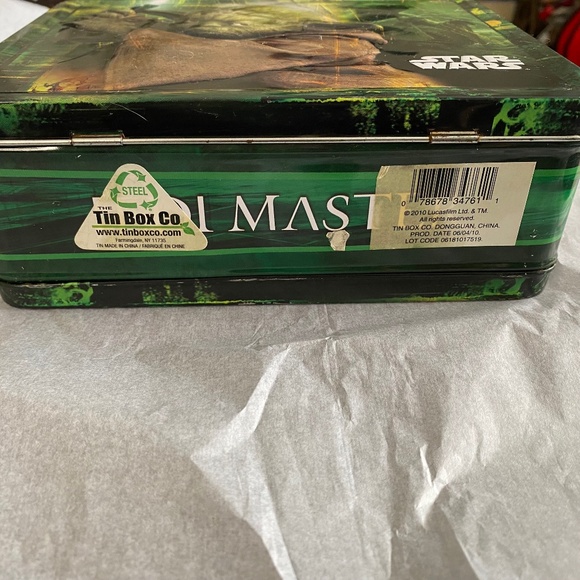 STAR
WARS
STEEL
THE
Tin Box Co.
www.tinboxco.com
Farmingdale, NY 11735
TIN MADE IN CHINA / FABRIQUÉ EN CHINE
DI MAST
0 78678 34761 1
© 2010 Lucasfilm Ltd. & TM.
All rights reserved.
TIN BOX CO. DONGGUAN, CHINA.
PROD. DATE 06/04/10.
LOT CODE 06181017519